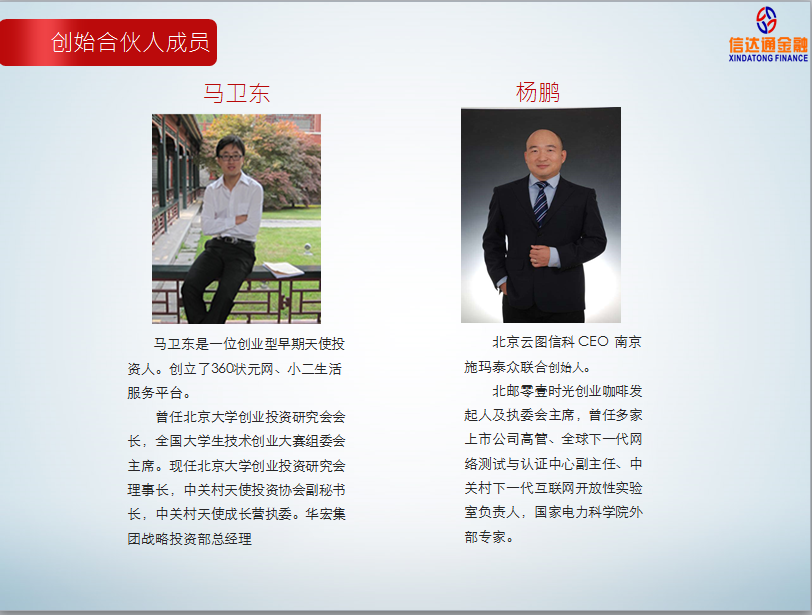 创始合伙人成员
信达通金融
XINDATONG FINANCE
马卫东
马卫东是一位创业型早期天使投
资人。创立了360状元网、小二生活
服务平台。
曾任北京大学创业投资研究会会
长，全国大学生技术创业大赛组委会
主席。现任北京大学创业投资研究会
理事长，中关村天使投资协会副秘书
长，中关村天使成长营执委。华宏集
团战略投资部总经理
杨鹏
北京云图信科 CEO 南京
施玛泰众联合创始人。
北邮零壹时光创业咖啡发
起人及执委会主席，曾任多家
上市公司高管、全球下一代网
络测试与认证中心副主任、中
关村下一代互联网开放性实验
室负责人，国家电力科学院外
部专家。